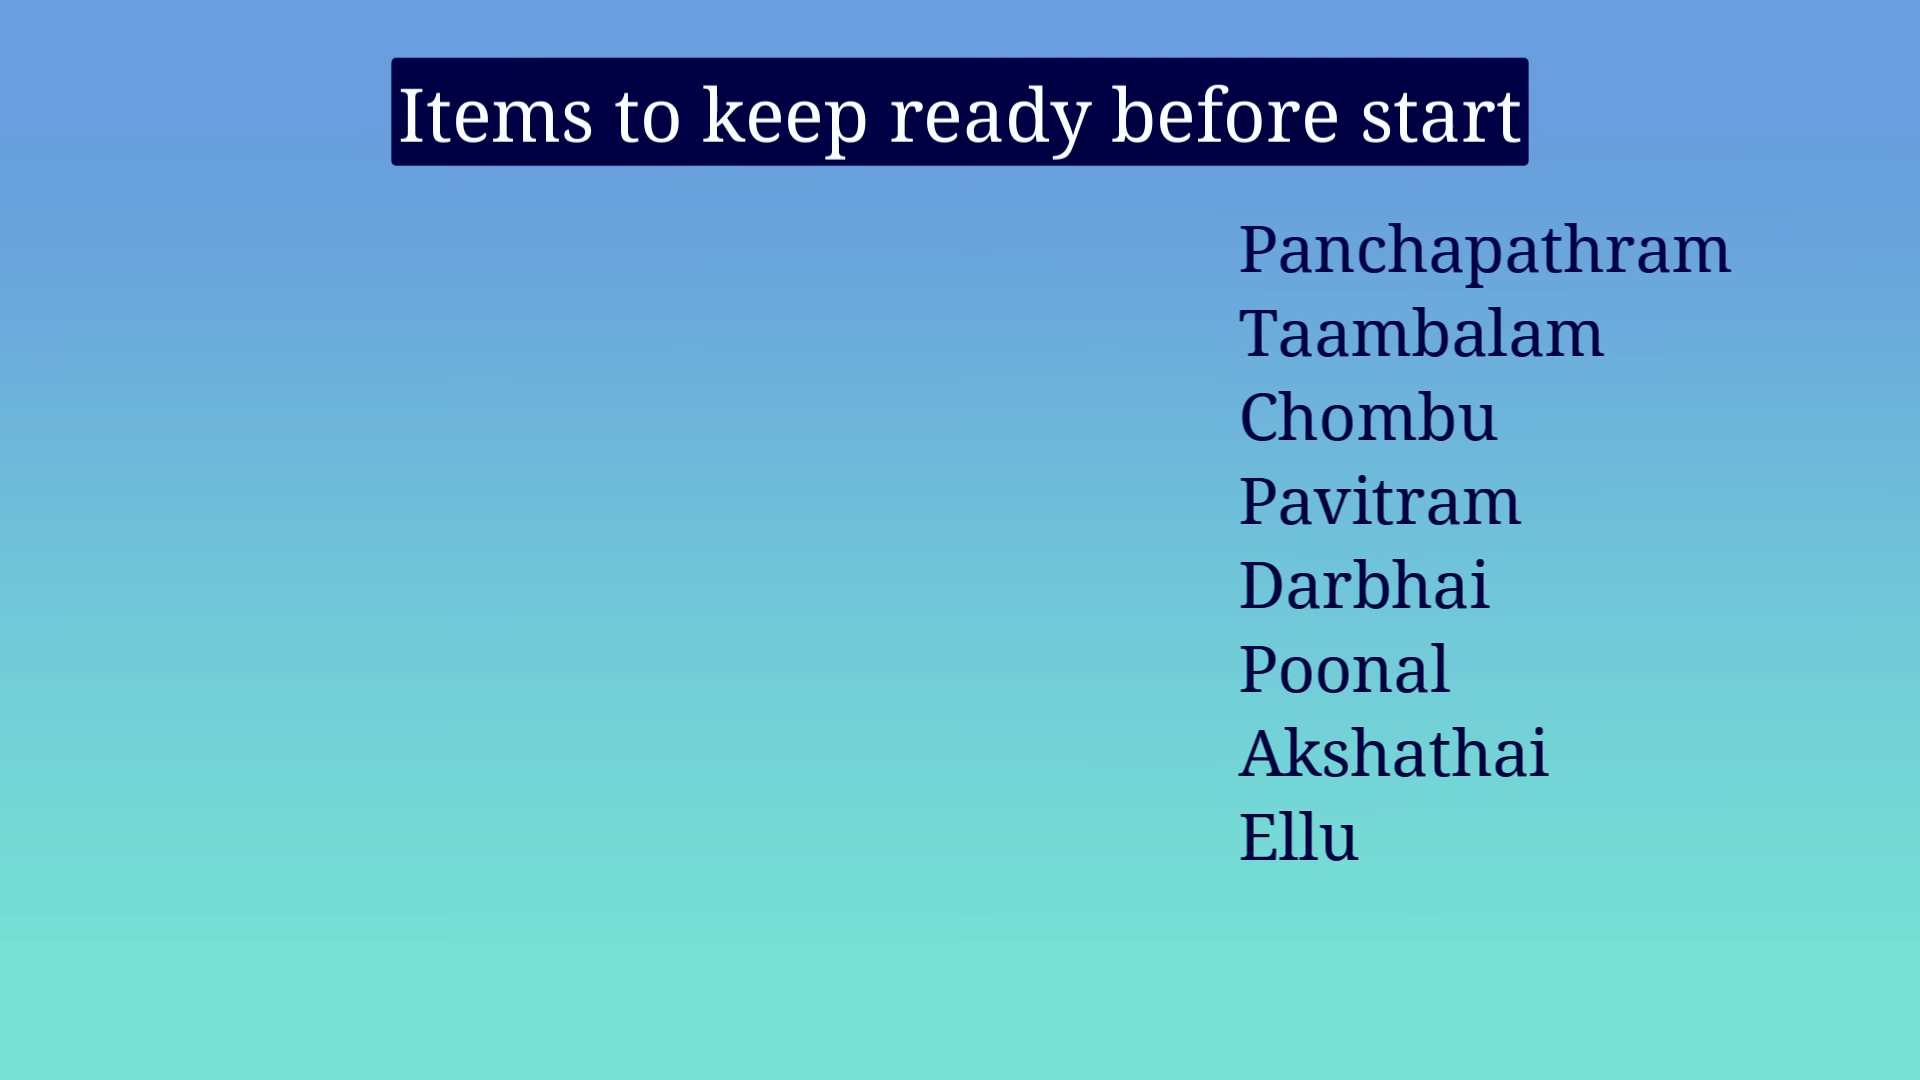 Items to keep ready before start
Panchapathram
Taambalam
Chombu
Pavitram
Darbhai
Poonal
Akshathai
Ellu